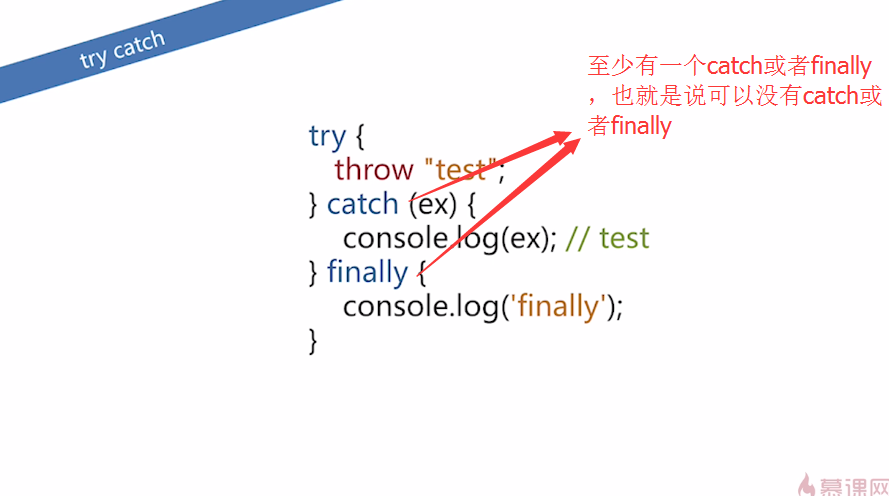 try catch
至少有一个catch或者finally
，也就是说可以没有catch或
者finally
try {
throw "test";
} catch (ex) {
console.log(ex); // test
} finally {
console.log('finally');
}
慕课网